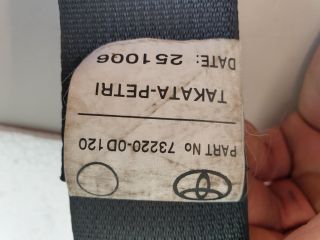 PART No 73220-0D120
TAKATA-PETRI
DATE: 251006